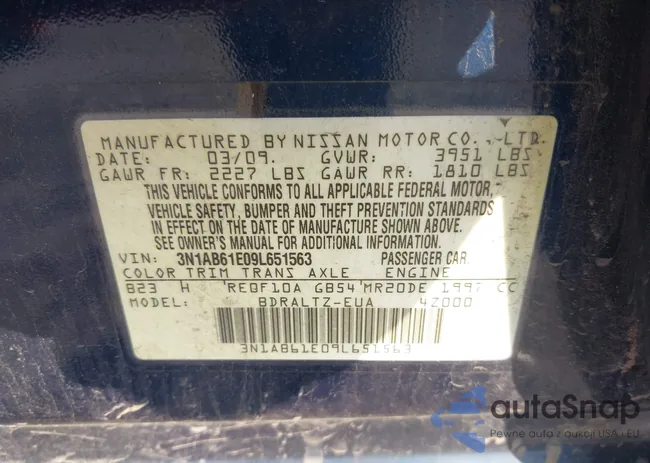 MANUFACTURED BY NISSAN MOTOR CO., LTD.
DATE: 03/09. GVWR: 3951 LBS
GAWR FR: 2227 LBS GAWR RR: 1810 LBS
THIS VEHICLE CONFORMS TO ALL APPLICABLE FEDERAL MOTOR,
VEHICLE SAFETY, BUMPER AND THEFT PREVENTION STANDARDS
IN EFFECT ON THE DATE OF MANUFACTURE SHOWN ABOVE.
SEE OWNER'S MANUAL FOR ADDITIONAL INFORMATION.
VIN: 3N1AB61E09L651563 PASSENGER CAR.
COLOR TRIM TRANS AXLE ENGINE
B23 H RE0F10A GB54 MR20DE 1997 CC
MODEL: BDRALTZ-EUA 4Z000
3N1AB61E09L651563
autaSnap
Pewne auto z aukcji USA i EU